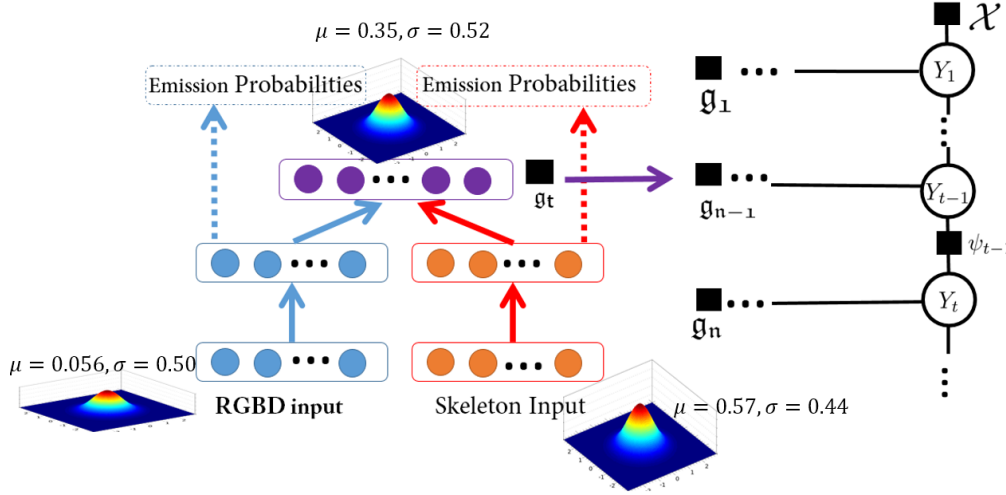 μ = 0.35, σ = 0.52
𝒳
Emission Probabilities
Emission Probabilities
Y₁
𝔤₁
𝔤ₜ
Yₜ₋₁
𝔤ₙ₋₁
Yₜ
𝔤ₙ
μ = 0.056, σ = 0.50
RGBD input
Skeleton Input
μ = 0.57, σ = 0.44